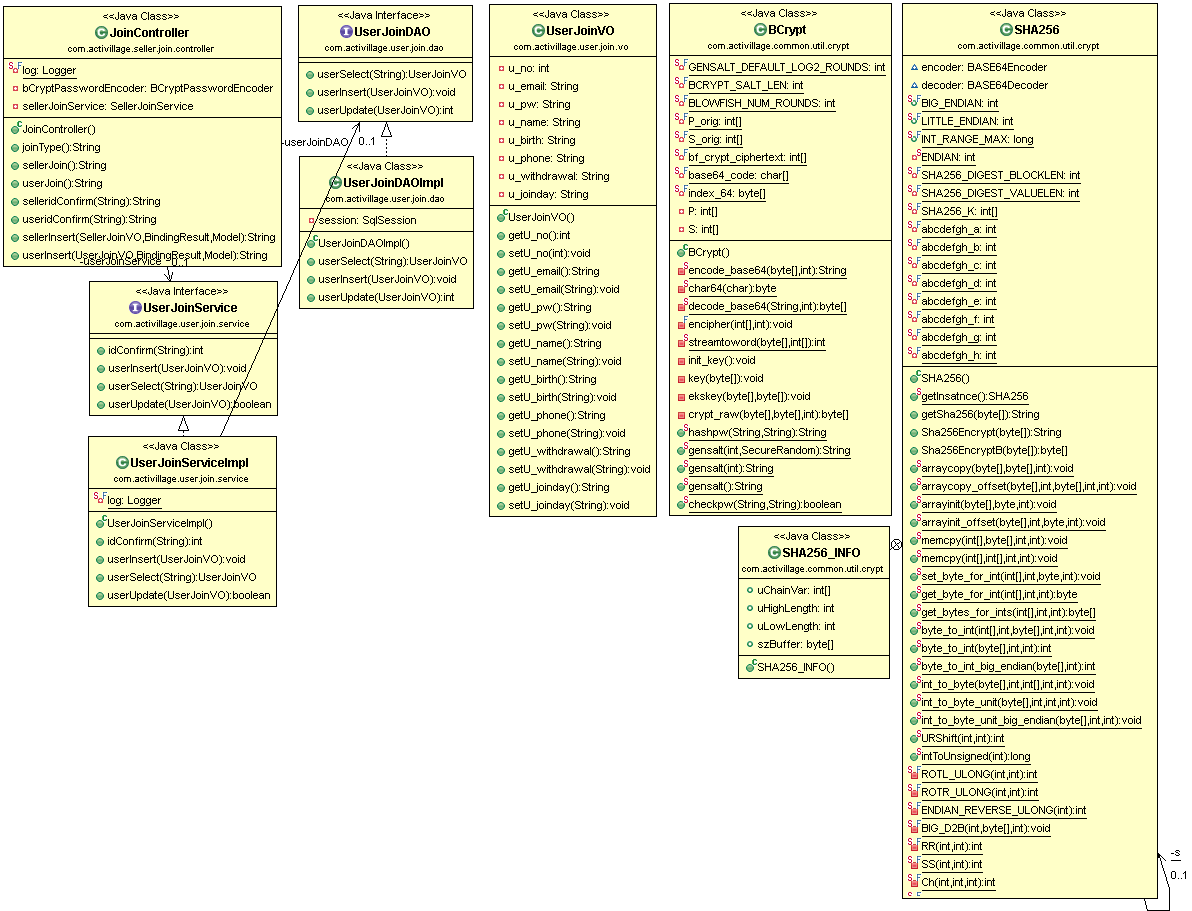 <<Java Class>>
JoinController
com.activillage.seller.join.controller
log: Logger
bCryptPasswordEncoder: BCryptPasswordEncoder
sellerJoinService: SellerJoinService
JoinController()
joinType():String
sellerJoin():String
userJoin():String
selleridConfirm(String):String
useridConfirm(String):String
sellerInsert(SellerJoinVO,BindingResult,Model):String
userInsert(UserJoinVO,BindingResult,Model):String
-userJoinService 0..1
<<Java Interface>>
UserJoinService
com.activillage.user.join.service
idConfirm(String):int
userInsert(UserJoinVO):void
userSelect(String):UserJoinVO
userUpdate(UserJoinVO):boolean
<<Java Class>>
UserJoinServiceImpl
com.activillage.user.join.service
log: Logger
UserJoinServiceImpl()
idConfirm(String):int
userInsert(UserJoinVO):void
userSelect(String):UserJoinVO
userUpdate(UserJoinVO):boolean
<<Java Interface>>
UserJoinDAO
com.activillage.user.join.dao
userSelect(String):UserJoinVO
userInsert(UserJoinVO):void
userUpdate(UserJoinVO):int
-userJoinDAO 0..1
<<Java Class>>
UserJoinDAOImpl
com.activillage.user.join.dao
session: SqlSession
UserJoinDAOImpl()
userSelect(String):UserJoinVO
userInsert(UserJoinVO):void
userUpdate(UserJoinVO):int
<<Java Class>>
UserJoinVO
com.activillage.user.join.vo
u_no: int
u_email: String
u_pw: String
u_name: String
u_birth: String
u_phone: String
u_withdrawal: String
u_joinday: String
UserJoinVO()
getU_no():int
setU_no(int):void
getU_email():String
setU_email(String):void
getU_pw():String
setU_pw(String):void
getU_name():String
setU_name(String):void
getU_birth():String
setU_birth(String):void
getU_phone():String
setU_phone(String):void
getU_withdrawal():String
setU_withdrawal(String):void
getU_joinday():String
setU_joinday(String):void
<<Java Class>>
BCrypt
com.activillage.common.util.crypt
GENSALT_DEFAULT_LOG2_ROUNDS: int
BCRYPT_SALT_LEN: int
BLOWFISH_NUM_ROUNDS: int
P_orig: int[]
S_orig: int[]
bf_crypt_ciphertext: int[]
base64_code: char[]
index_64: byte[]
P: int[]
S: int[]
BCrypt()
encode_base64(byte[],int):String
char64(char):byte
decode_base64(String,int):byte[]
encipher(int[],int):void
streamtoword(byte[],int[]):int
init_key():void
key(byte[]):void
ekskey(byte[],byte[]):void
crypt_raw(byte[],byte[],int):byte[]
hashpw(String,String):String
gensalt(int,SecureRandom):String
gensalt(int):String
gensalt():String
checkpw(String,String):boolean
<<Java Class>>
SHA256_INFO
com.activillage.common.util.crypt
uChainVar: int[]
uHighLength: int
uLowLength: int
szBuffer: byte[]
SHA256_INFO()
<<Java Class>>
SHA256
com.activillage.common.util.crypt
encoder: BASE64Encoder
decoder: BASE64Decoder
BIG_ENDIAN: int
LITTLE_ENDIAN: int
INT_RANGE_MAX: long
ENDIAN: int
SHA256_DIGEST_BLOCKLEN: int
SHA256_DIGEST_VALUELEN: int
SHA256_K: int[]
abcdefgh_a: int
abcdefgh_b: int
abcdefgh_c: int
abcdefgh_d: int
abcdefgh_e: int
abcdefgh_f: int
abcdefgh_g: int
abcdefgh_h: int
SHA256()
getInsatnce():SHA256
getSha256(byte[]):String
Sha256Encrypt(byte[]):String
Sha256EncryptB(byte[]):byte[]
arraycopy(byte[],byte[],int):void
arraycopy_offset(byte[],int,byte[],int,int):void
arrayinit(byte[],byte,int):void
arrayinit_offset(byte[],int,byte,int):void
memcpy(int[],byte[],int,int):void
memcpy(int[],int[],int,int):void
set_byte_for_int(int[],int,byte,int):void
get_byte_for_int(int[],int,int):byte
get_bytes_for_ints(int[],int,int):byte[]
byte_to_int(int[],int,byte[],int,int):void
byte_to_int(byte[],int,int):int
byte_to_int_big_endian(byte[],int):int
int_to_byte(byte[],int,int[],int,int):void
int_to_byte_unit(byte[],int,int,int):void
int_to_byte_unit_big_endian(byte[],int,int):void
URShift(int,int):int
intToUnsigned(int):long
ROTL_ULONG(int,int):int
ROTR_ULONG(int,int):int
ENDIAN_REVERSE_ULONG(int):int
BIG_D2B(int,byte[],int):void
RR(int,int):int
SS(int,int):int
Ch(int,int,int):int
-s
0..1